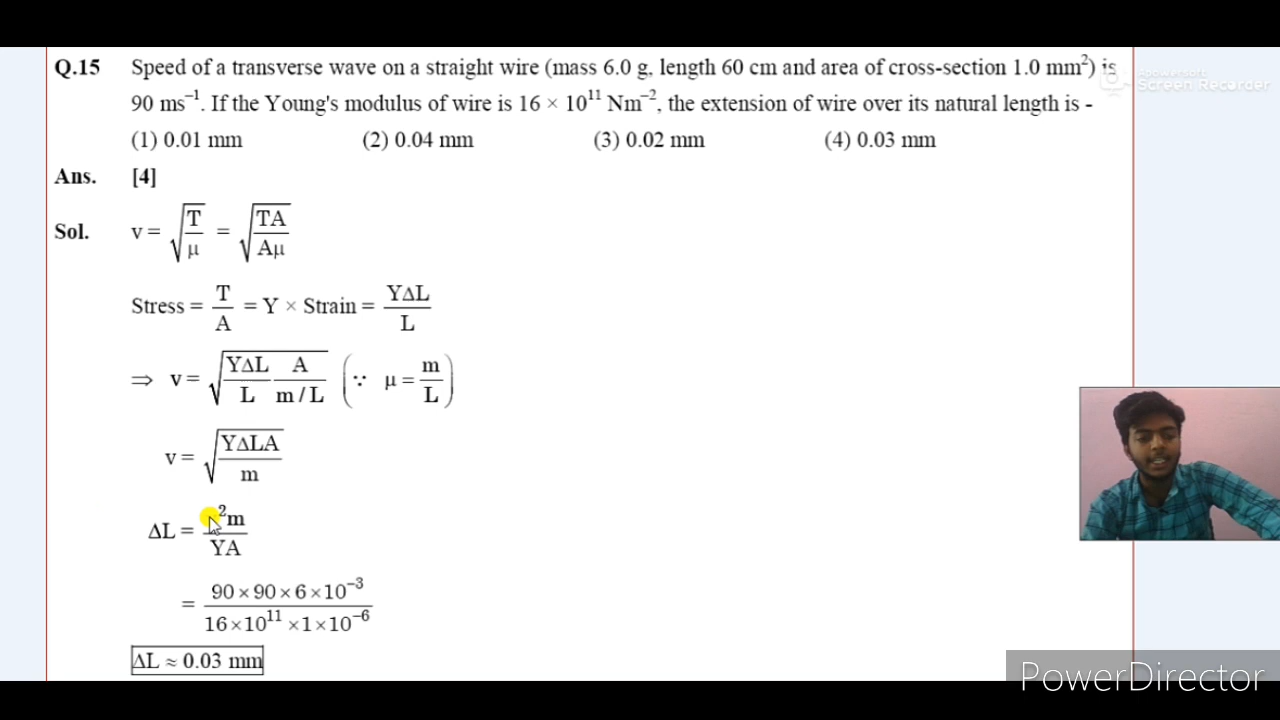 Q.15 Speed of a transverse wave on a straight wire (mass 6.0 g, length 60 cm and area of cross-section 1.0 mm²) is
90 ms⁻¹. If the Young's modulus of wire is 16 × 10¹¹ Nm⁻², the extension of wire over its natural length is -
(1) 0.01 mm (2) 0.04 mm (3) 0.02 mm (4) 0.03 mm
Ans. [4]
Sol. v = √(T/μ) = √(TA/Aμ)
Stress = T/A = Y × Strain = YΔL/L
⇒ v = √(YΔL/L A/(m/L)) (∵ μ = m/L)
v = √(YΔLA/m)
ΔL = ²m/YA
= 90×90×6×10⁻³/16×10¹¹×1×10⁻⁶
ΔL ≈ 0.03 mm
Apowersoft
Screen Recorder
PowerDirector